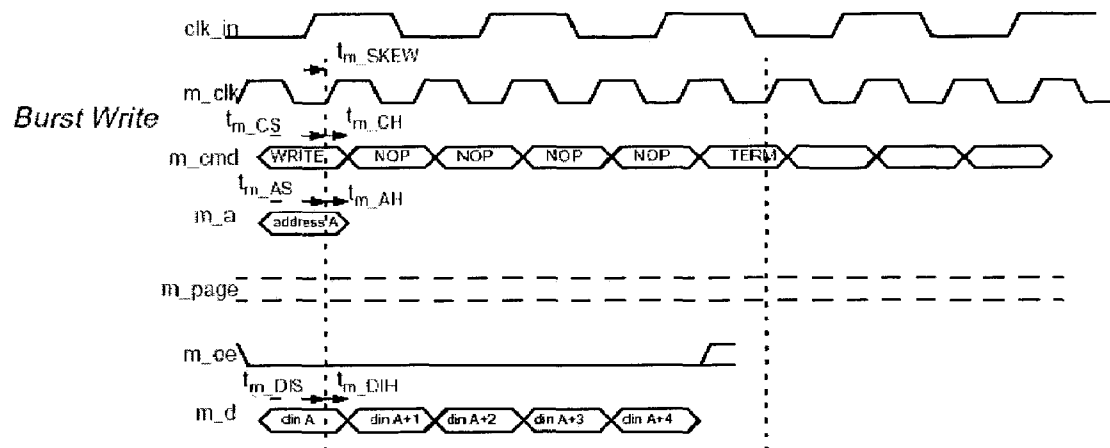 clk_in
t_m_SKEW
m_clk
Burst Write
t_m_CS t_m_CH
m_cmd WRITE NOP NOP NOP NOP TERM
t_m_AS t_m_AH
m_a address A
m_page
m_oe
t_m_DIS t_m_DIH
m_d din A din A+1 din A+2 din A+3 din A+4